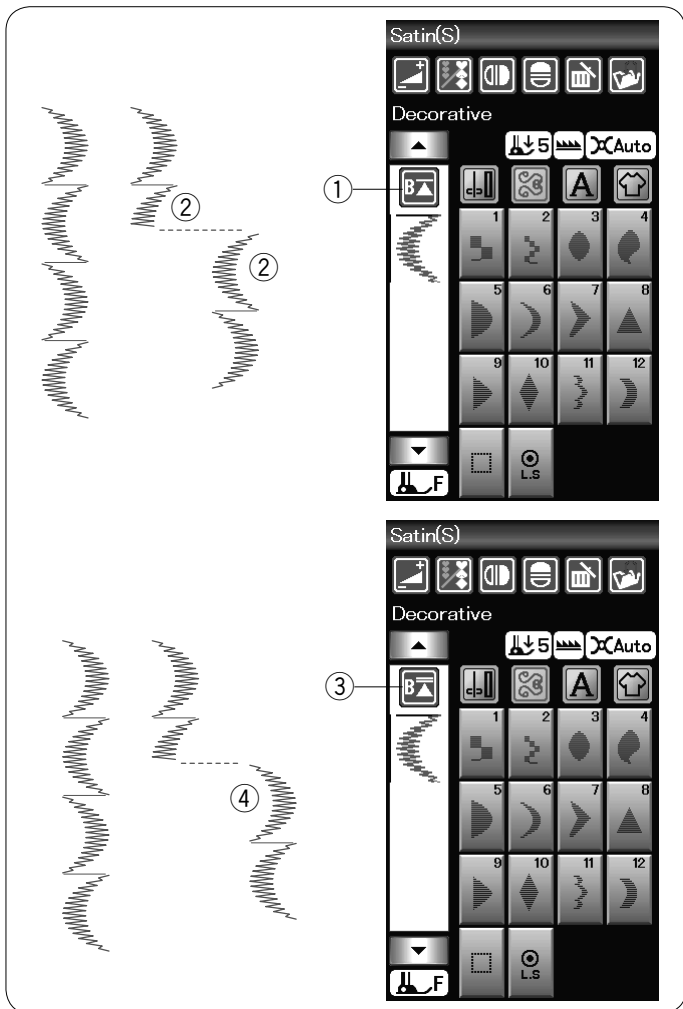 Satin(S)
Decorative
5 Auto
① B
1 2 3 4
②
②
5 6 7 8
9 10 11 12
L.S
F
Satin(S)
Decorative
5 Auto
③ B
1 2 3 4
④
5 6 7 8
9 10 11 12
L.S
F